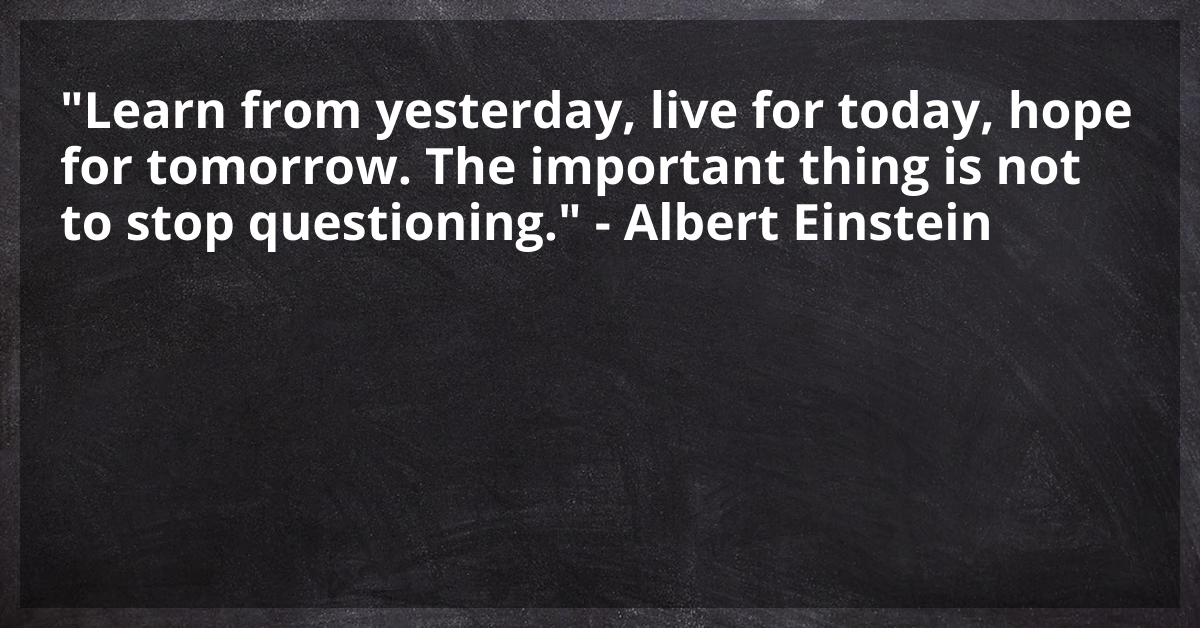 "Learn from yesterday, live for today, hope
for tomorrow. The important thing is not
to stop questioning." - Albert Einstein